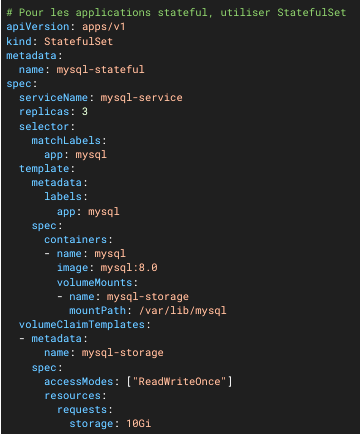 # Pour les applications stateful, utiliser StatefulSet
apiVersion: apps/v1
kind: StatefulSet
metadata:
  name: mysql-stateful
spec:
  serviceName: mysql-service
  replicas: 3
  selector:
    matchLabels:
      app: mysql
  template:
    metadata:
      labels:
        app: mysql
    spec:
      containers:
      - name: mysql
        image: mysql:8.0
        volumeMounts:
        - name: mysql-storage
          mountPath: /var/lib/mysql
  volumeClaimTemplates:
  - metadata:
      name: mysql-storage
    spec:
      accessModes: ["ReadWriteOnce"]
      resources:
        requests:
          storage: 10Gi